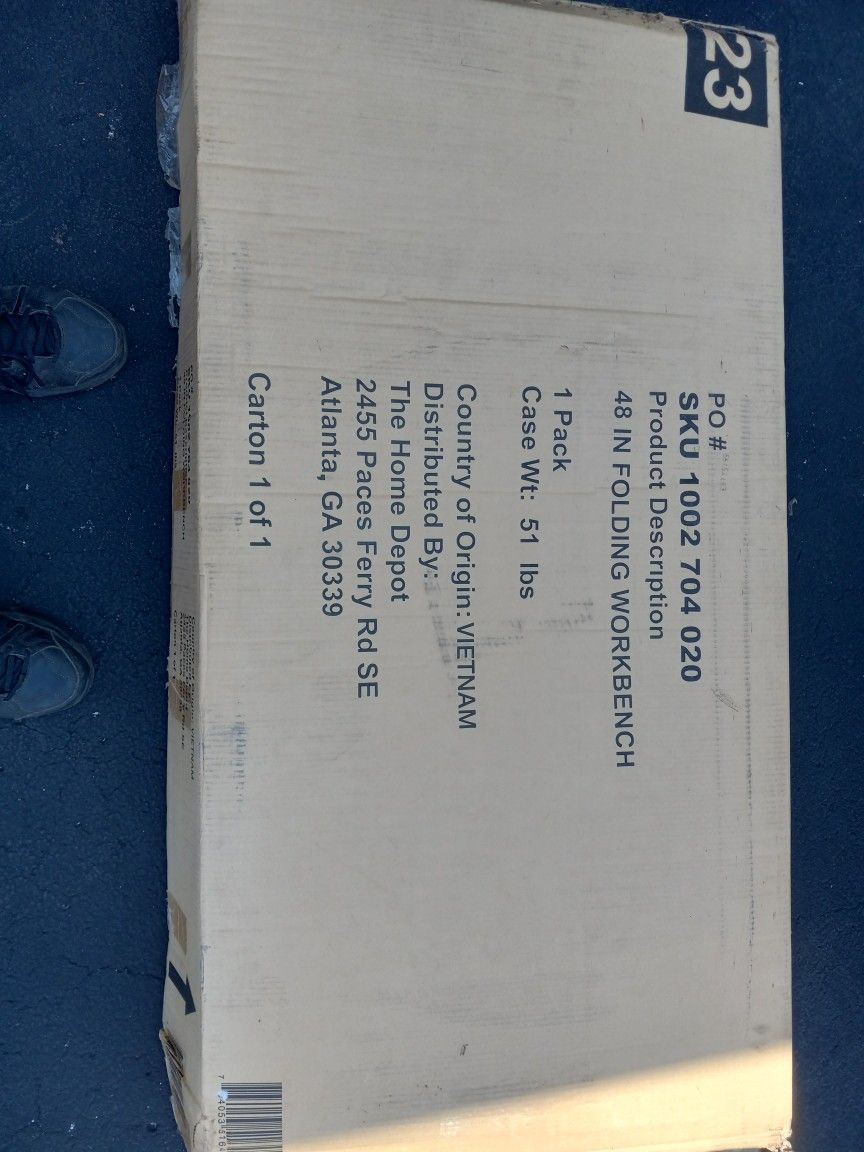 23
PO #
SKU 1002 704 020
Product Description
48 IN FOLDING WORKBENCH
1 Pack
Case Wt: 51 lbs
Country of Origin: VIETNAM
Distributed By:
The Home Depot
2455 Paces Ferry Rd SE
Atlanta, GA 30339
Carton 1 of 1